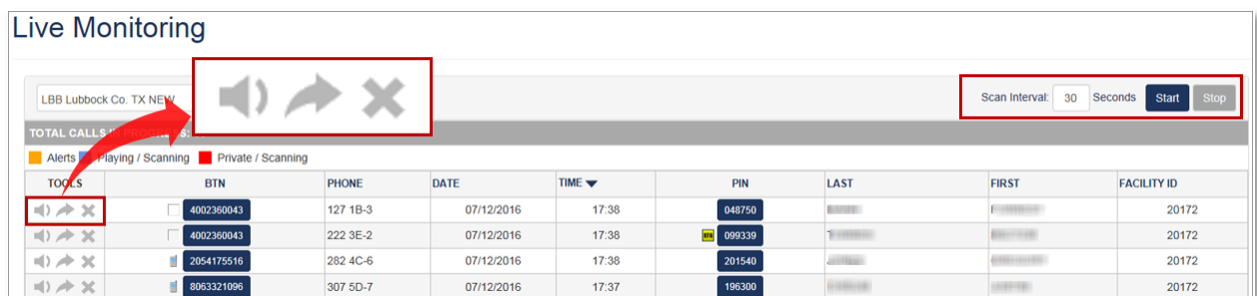 Live Monitoring
LBB Lubbock Co. TX NEW
Scan Interval: 30 Seconds Start Stop
TOTAL CALLS IN PROGRESS:
Alerts Playing / Scanning Private / Scanning
TOOLS BTN PHONE DATE TIME PIN LAST FIRST FACILITY ID
4002360043 127 1B-3 07/12/2016 17:38 048750 20172
4002360043 222 3E-2 07/12/2016 17:38 099339 20172
2054175516 282 4C-6 07/12/2016 17:38 201540 20172
8063321096 307 5D-7 07/12/2016 17:37 196300 20172